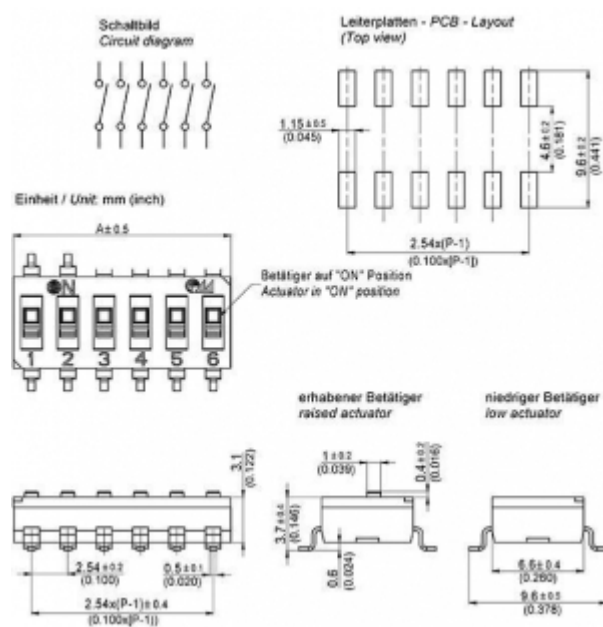 Schaltbild
Circuit diagram
Leiterplatten - PCB - Layout
(Top view)
1.15 ± 0.5
(0.045)
4.6 ± 0.2
(0.181)
9.6 ± 0.2
(0.441)
2.54x(P-1)
(0.100x[P-1])
Einheit / Unit: mm (inch)
A ± 0.5
ON
1 2 3 4 5 6
Betätiger auf "ON" Position
Actuator in "ON" position
erhabener Betätiger
raised actuator
niedriger Betätiger
low actuator
3.1
(0.122)
2.54 ± 0.2
(0.100)
0.5 ± 0.1
(0.020)
2.54x(P-1) ± 0.4
(0.100x[P-1])
1 ± 0.2
(0.039)
0.4 ± 0.2
(0.016)
3.7 ± 0.4
(0.146)
0.6
(0.024)
6.6 ± 0.4
(0.260)
9.6 ± 0.5
(0.378)